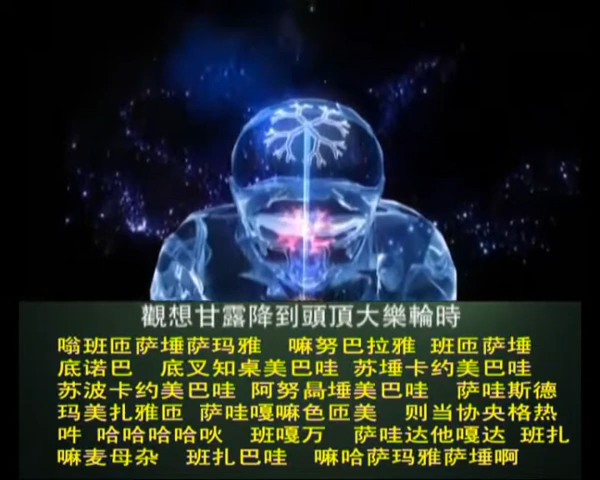 觀想甘露降到頭頂大樂輪時
嗡班匝萨埵萨玛雅 嘛努巴拉雅 班匝萨埵
底诺巴 底叉知桌美巴哇 苏埵卡约美巴哇
苏波卡约美巴哇 阿努咼埵美巴哇 萨哇斯德
玛美扎雅匝 萨哇嘎嘛色匝美 则当协央格热
吽 哈哈哈哈吙 班嘎万 萨哇达他嘎达 班扎
嘛麦母杂 班扎巴哇 嘛哈萨玛雅萨埵啊